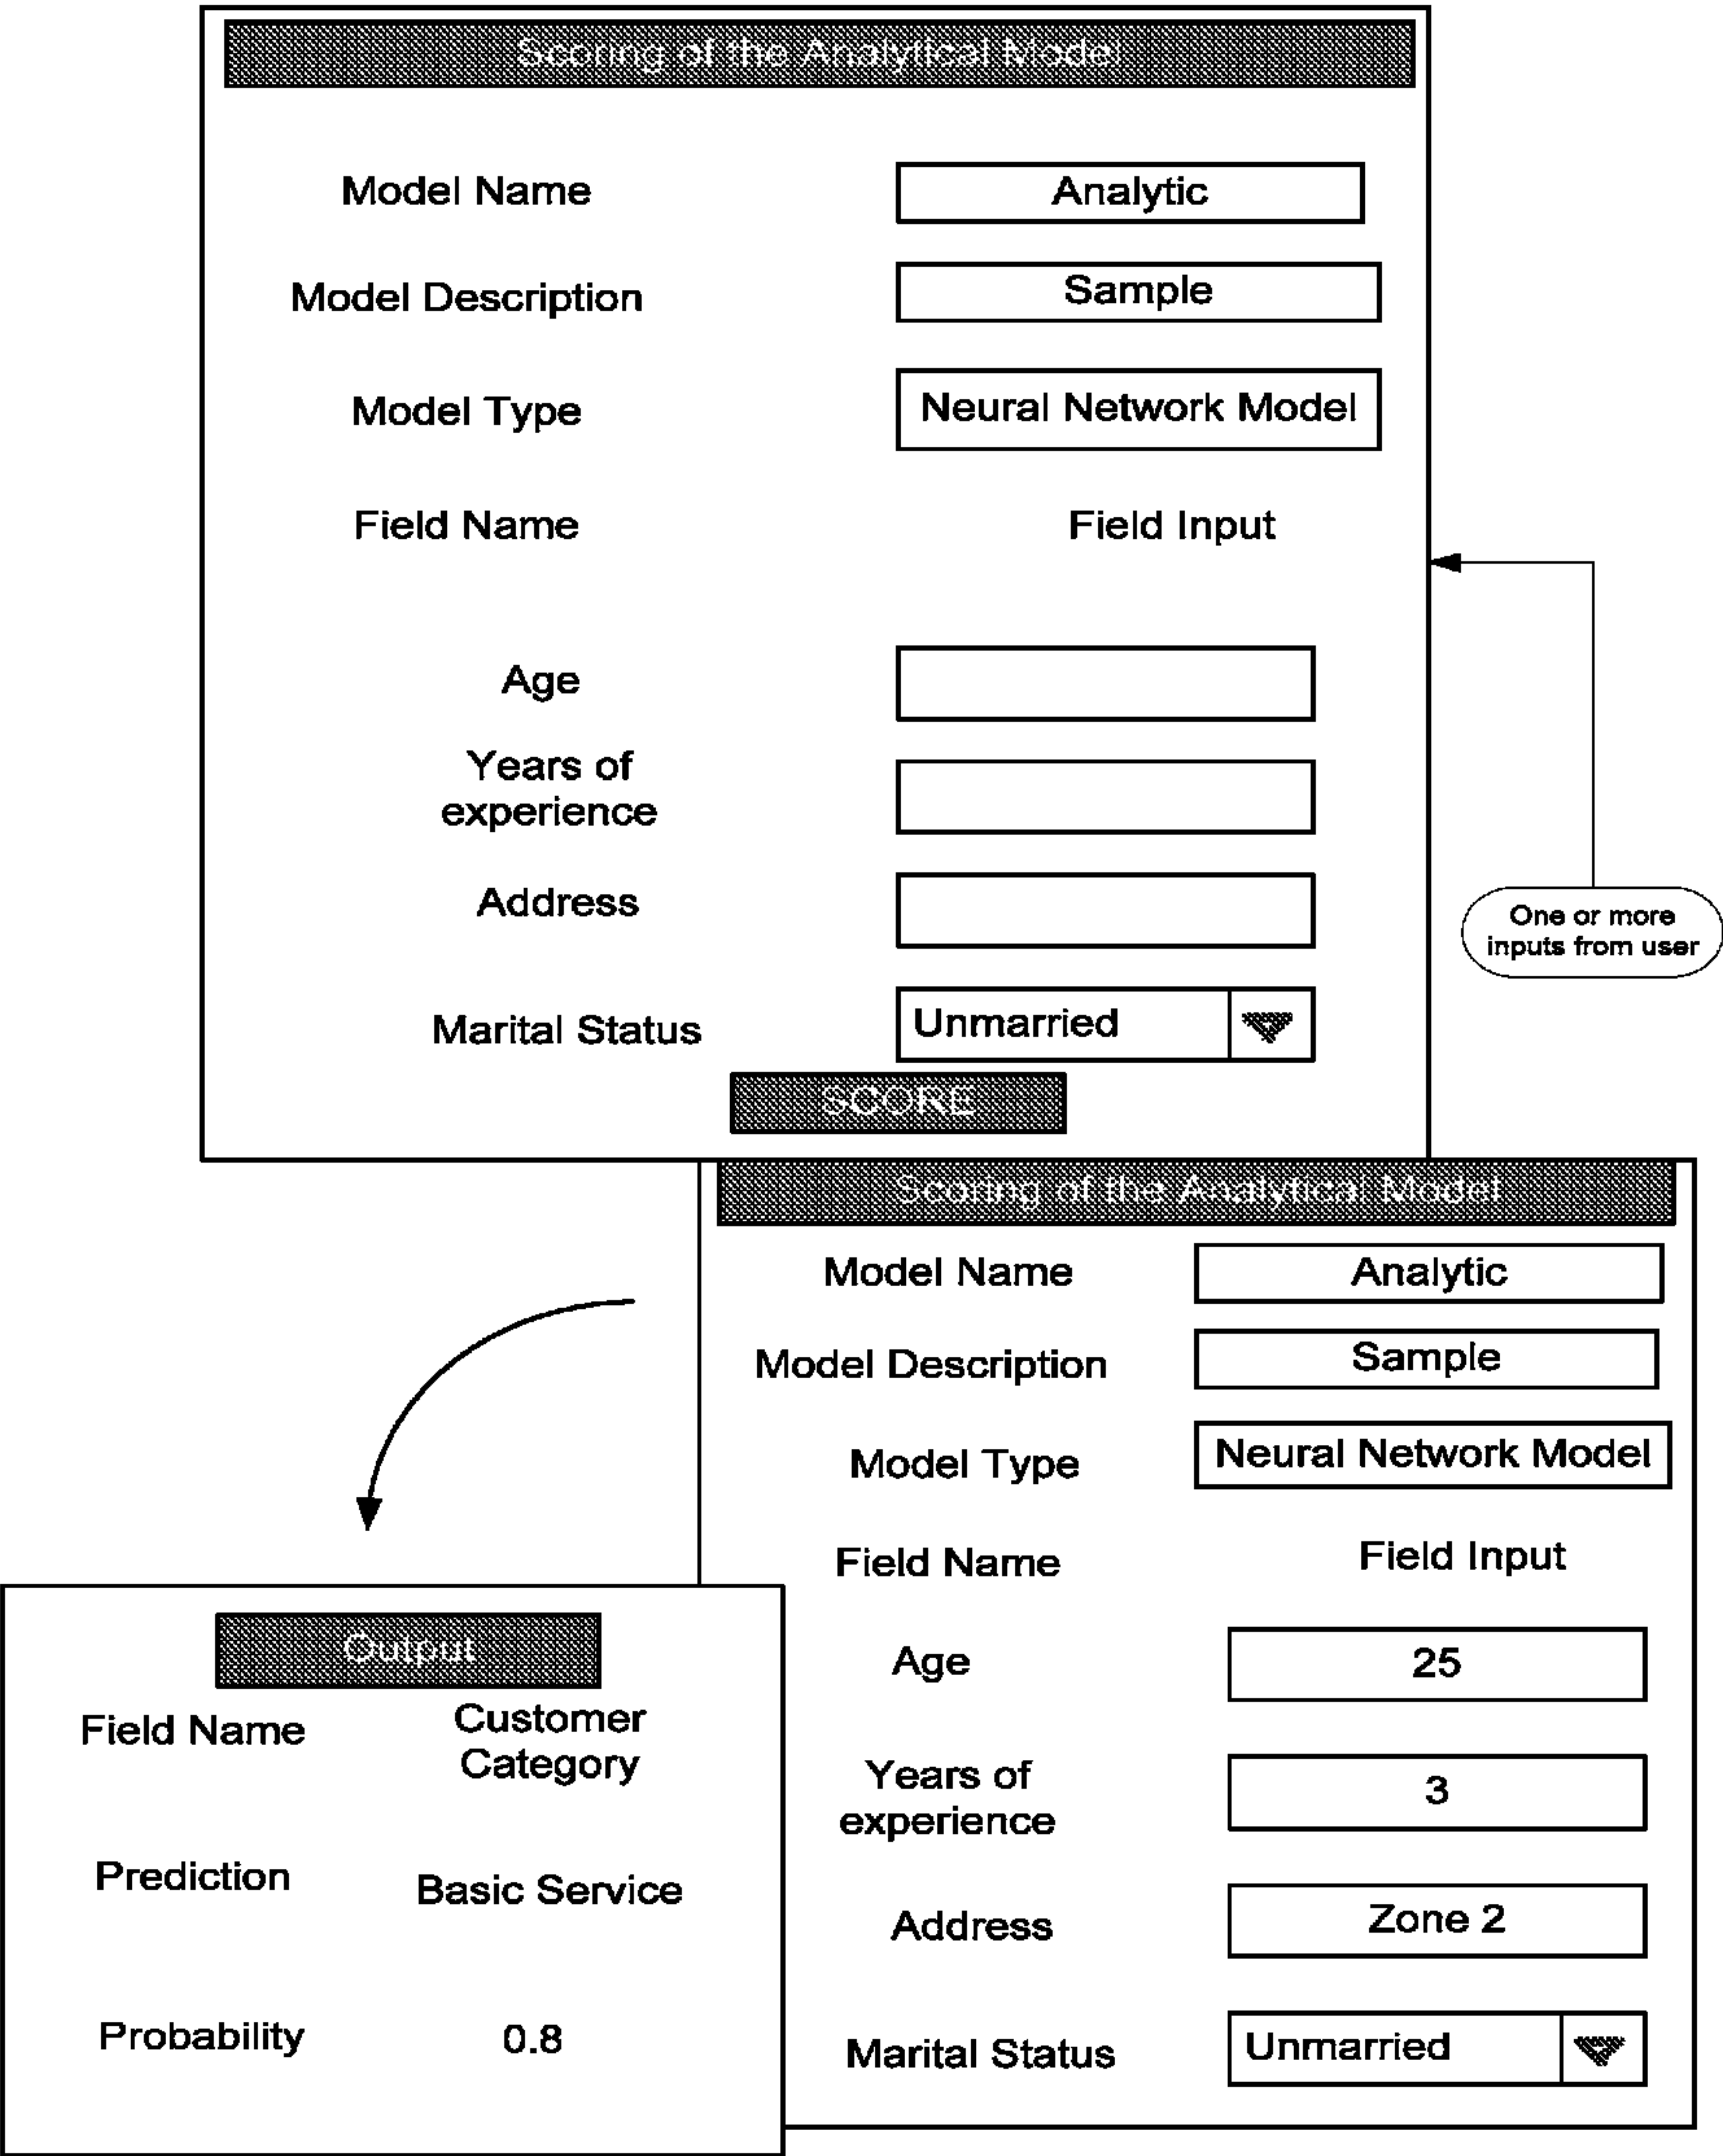 Scoring of the Analytical Model
Model Name Analytic
Model Description Sample
Model Type Neural Network Model
Field Name Field Input
Age
Years of
experience
Address
Marital Status Unmarried
SCORE
One or more
inputs from user
Scoring of the Analytical Model
Model Name Analytic
Model Description Sample
Model Type Neural Network Model
Field Name Field Input
Age 25
Years of
experience
3
Address Zone 2
Marital Status Unmarried
Output
Field Name
Customer
Category
Prediction Basic Service
Probability 0.8